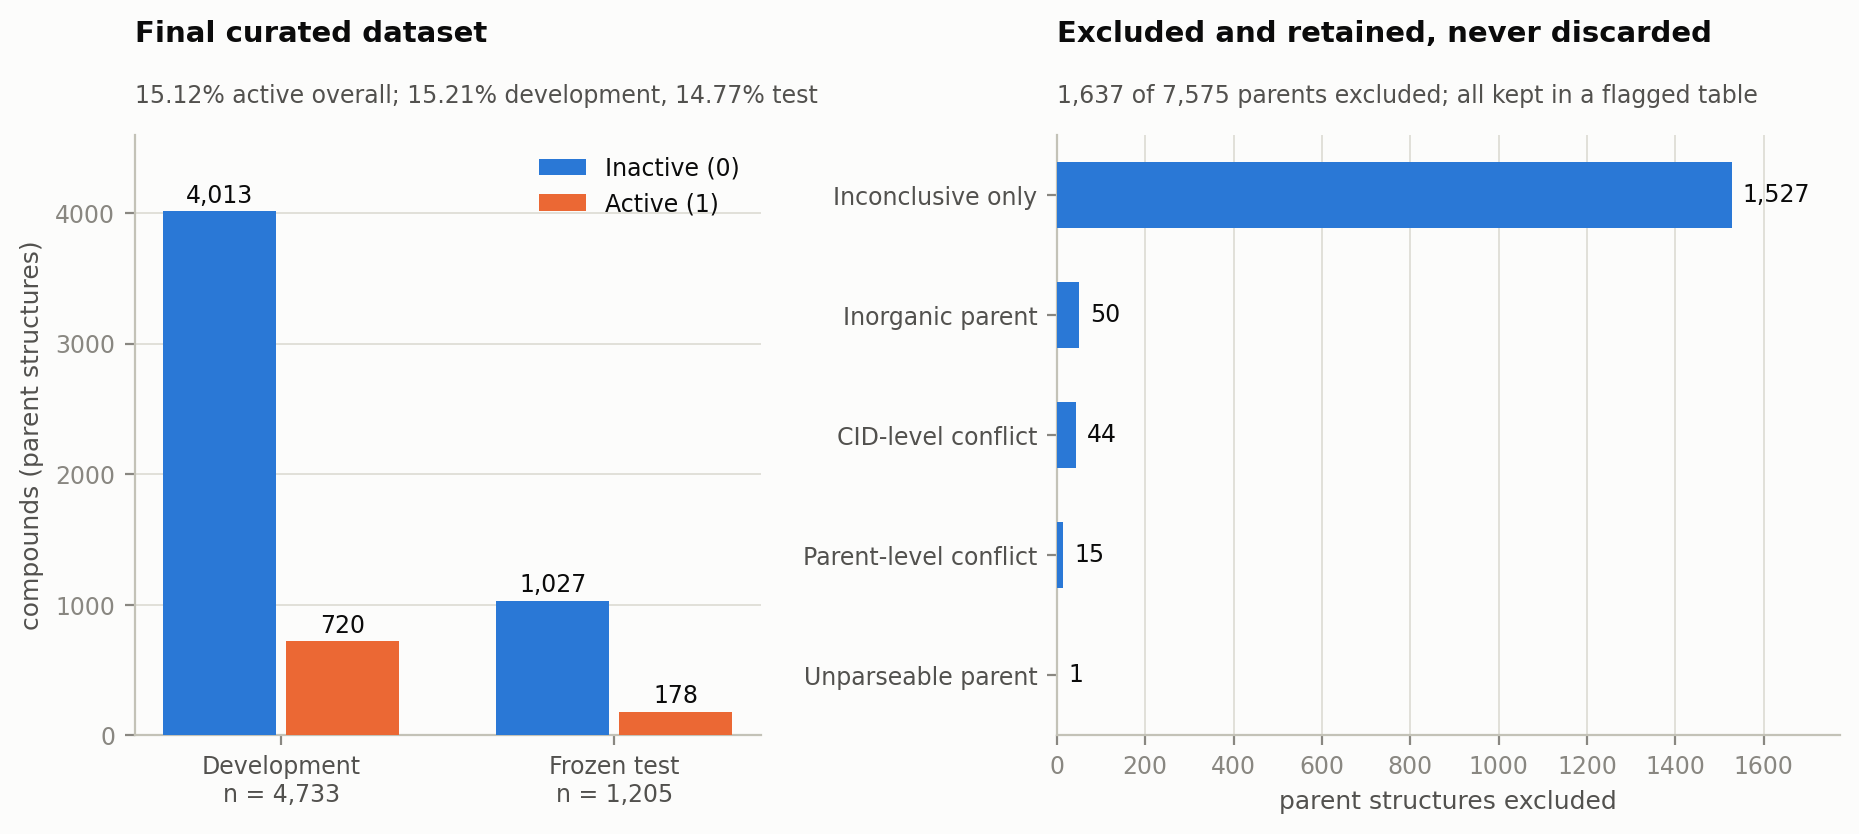 Final curated dataset
15.12% active overall; 15.21% development, 14.77% test
Inactive (0)
Active (1)
compounds (parent structures)
4000
3000
2000
1000
0
4,013
720
1,027
178
Development
n = 4,733
Frozen test
n = 1,205
Excluded and retained, never discarded
1,637 of 7,575 parents excluded; all kept in a flagged table
Inconclusive only
1,527
Inorganic parent
50
CID-level conflict
44
Parent-level conflict
15
Unparseable parent
1
0 200 400 600 800 1000 1200 1400 1600
parent structures excluded